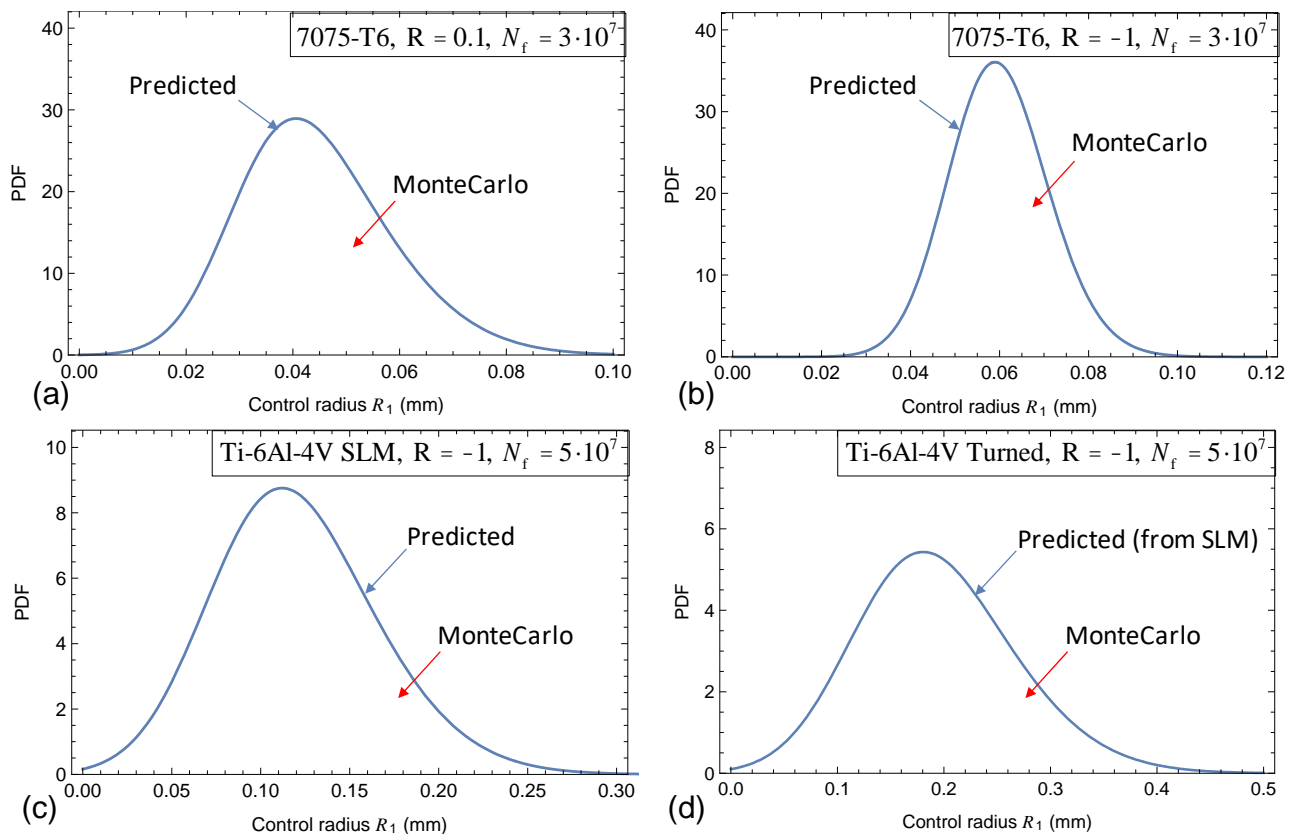 7075-T6, R = 0.1, N_f = 3·10^7
Predicted
MonteCarlo
PDF
40
30
20
10
0
0.00 0.02 0.04 0.06 0.08 0.10
Control radius R_1 (mm)
(a)
7075-T6, R = −1, N_f = 3·10^7
Predicted
MonteCarlo
PDF
40
30
20
10
0
0.00 0.02 0.04 0.06 0.08 0.10 0.12
Control radius R_1 (mm)
(b)
Ti-6Al-4V SLM, R = −1, N_f = 5·10^7
Predicted
MonteCarlo
PDF
10
8
6
4
2
0
0.00 0.05 0.10 0.15 0.20 0.25 0.30
Control radius R_1 (mm)
(c)
Ti-6Al-4V Turned, R = −1, N_f = 5·10^7
Predicted (from SLM)
MonteCarlo
PDF
8
6
4
2
0
0.0 0.1 0.2 0.3 0.4 0.5
Control radius R_1 (mm)
(d)